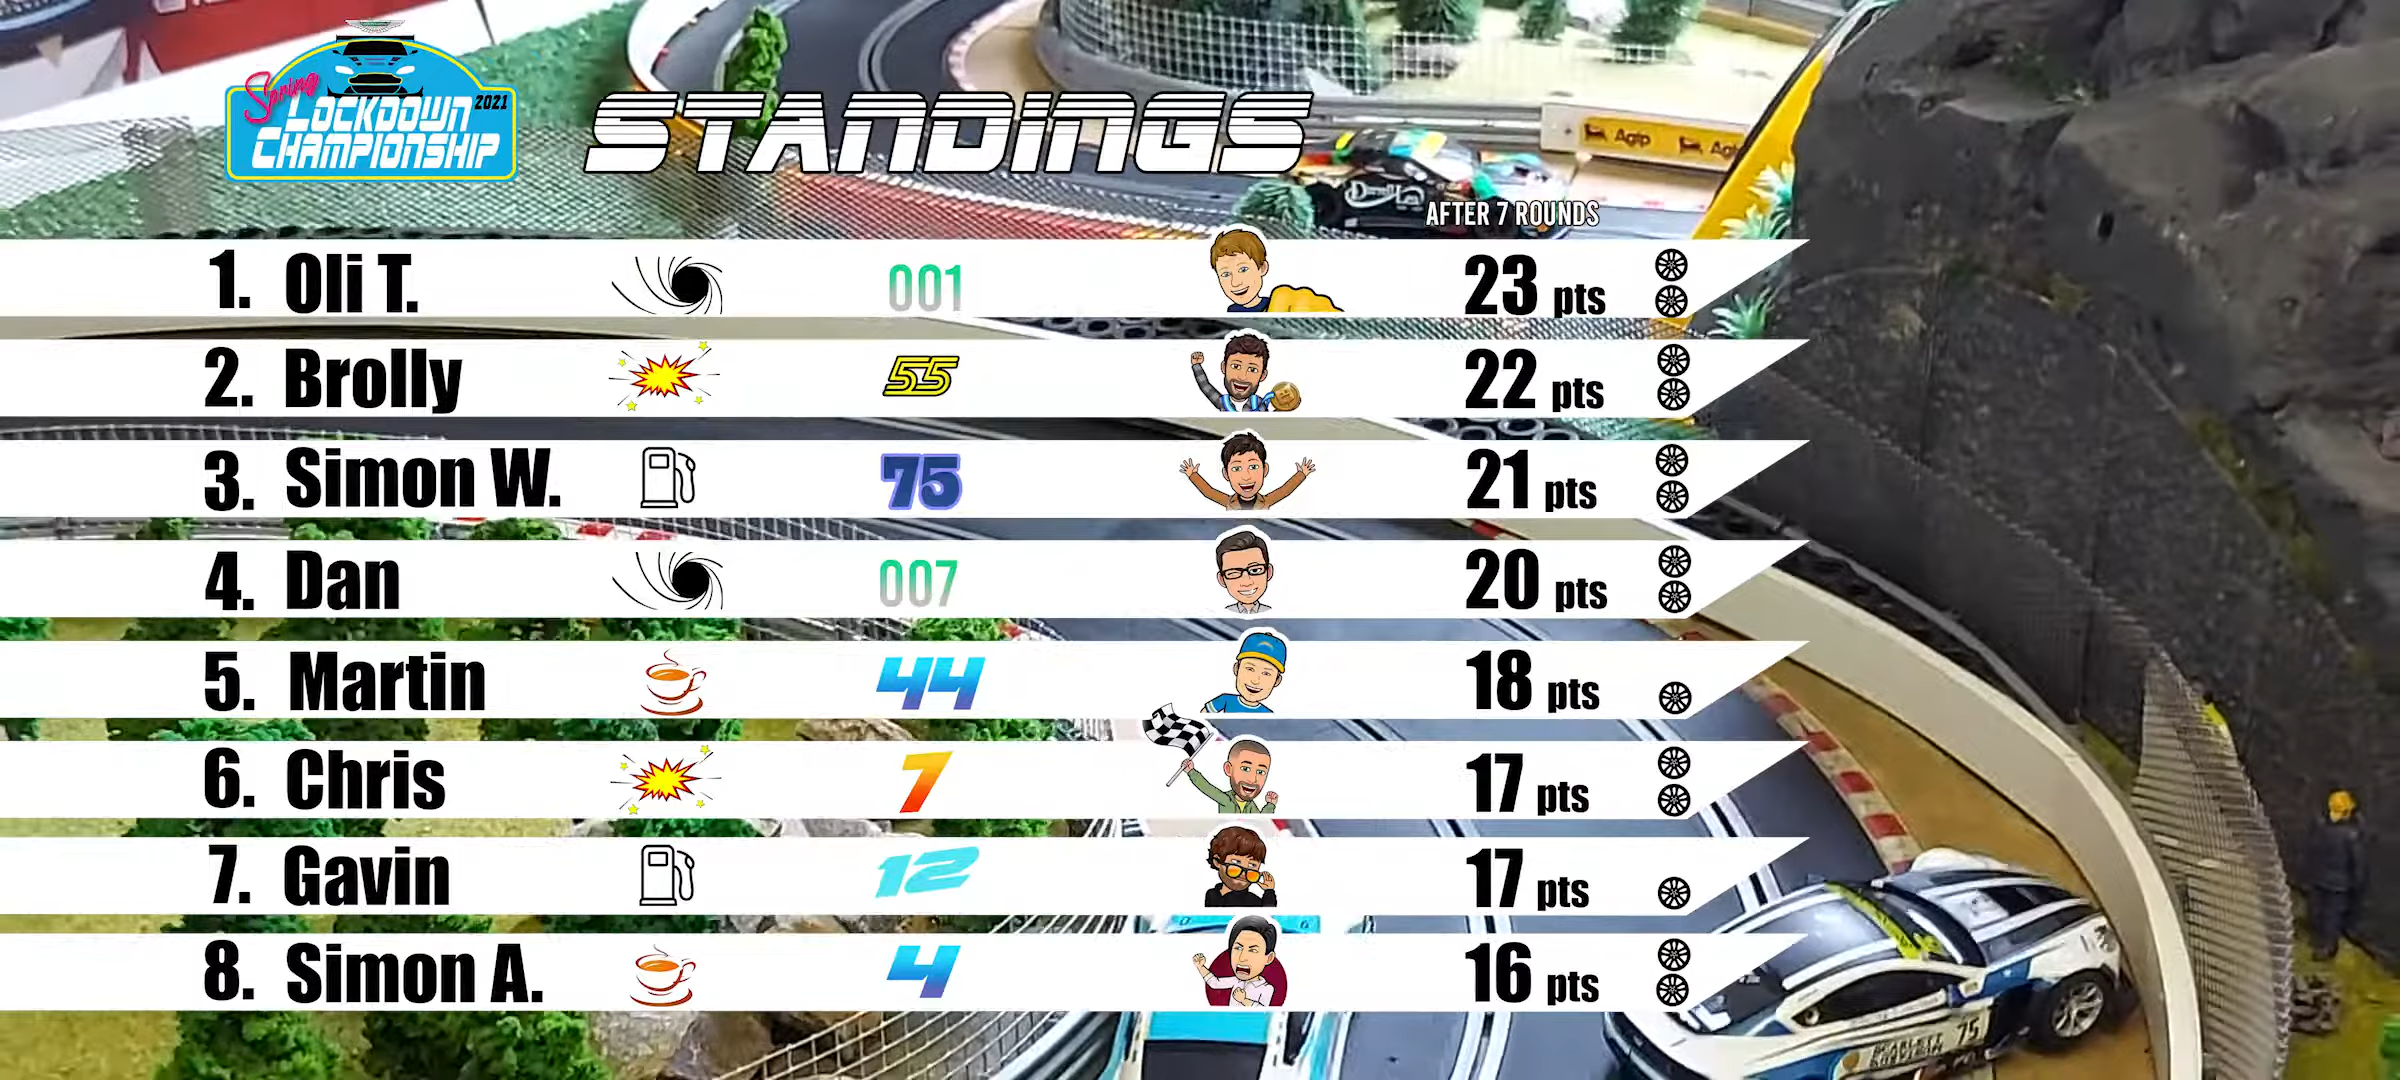 Spring
LOCKDOWN 2021
CHAMPIONSHIP
STANDINGS
Agip
AFTER 7 ROUNDS
1. Oli T. 001 23 pts
2. Brolly 55 22 pts
3. Simon W. 75 21 pts
4. Dan 007 20 pts
5. Martin 44 18 pts
6. Chris 7 17 pts
7. Gavin 12 17 pts
8. Simon A. 4 16 pts
75